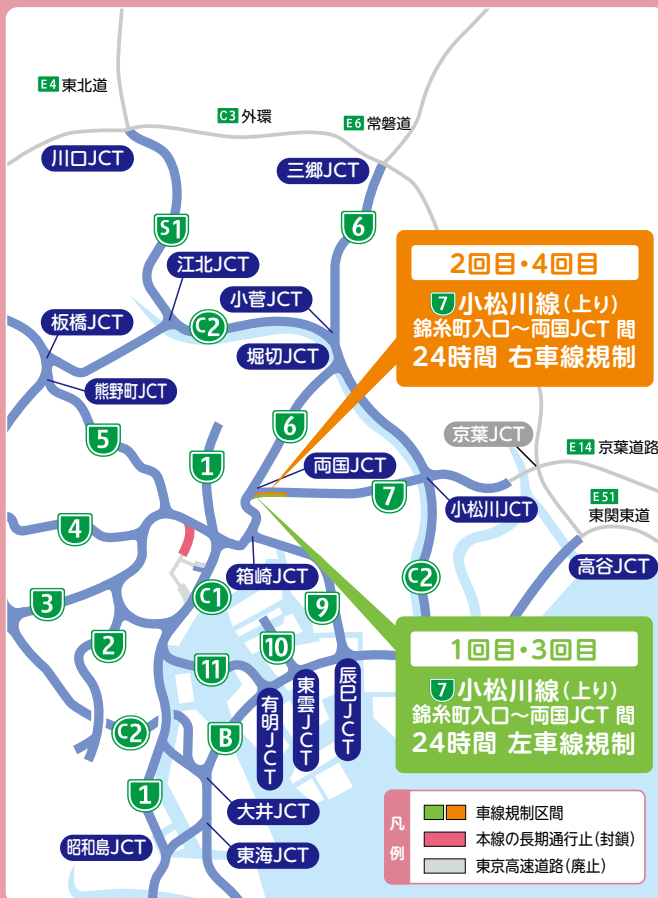 E4 東北道
C3 外環
E6 常磐道
川口JCT
三郷JCT
S1
6
江北JCT
小菅JCT
C2
板橋JCT
堀切JCT
熊野町JCT
2回目・4回目
7 小松川線(上り)
錦糸町入口～両国JCT 間
24時間 右車線規制
5
1
6
京葉JCT
E14 京葉道路
両国JCT
7
小松川JCT
E51
東関東道
4
箱崎JCT
高谷JCT
C1
C2
3
9
2
10
11
1回目・3回目
7 小松川線(上り)
錦糸町入口～両国JCT 間
24時間 左車線規制
辰巳JCT
東雲JCT
有明JCT
C2
B
1
大井JCT
昭和島JCT
東海JCT
凡例
車線規制区間
本線の長期通行止(封鎖)
東京高速道路(廃止)